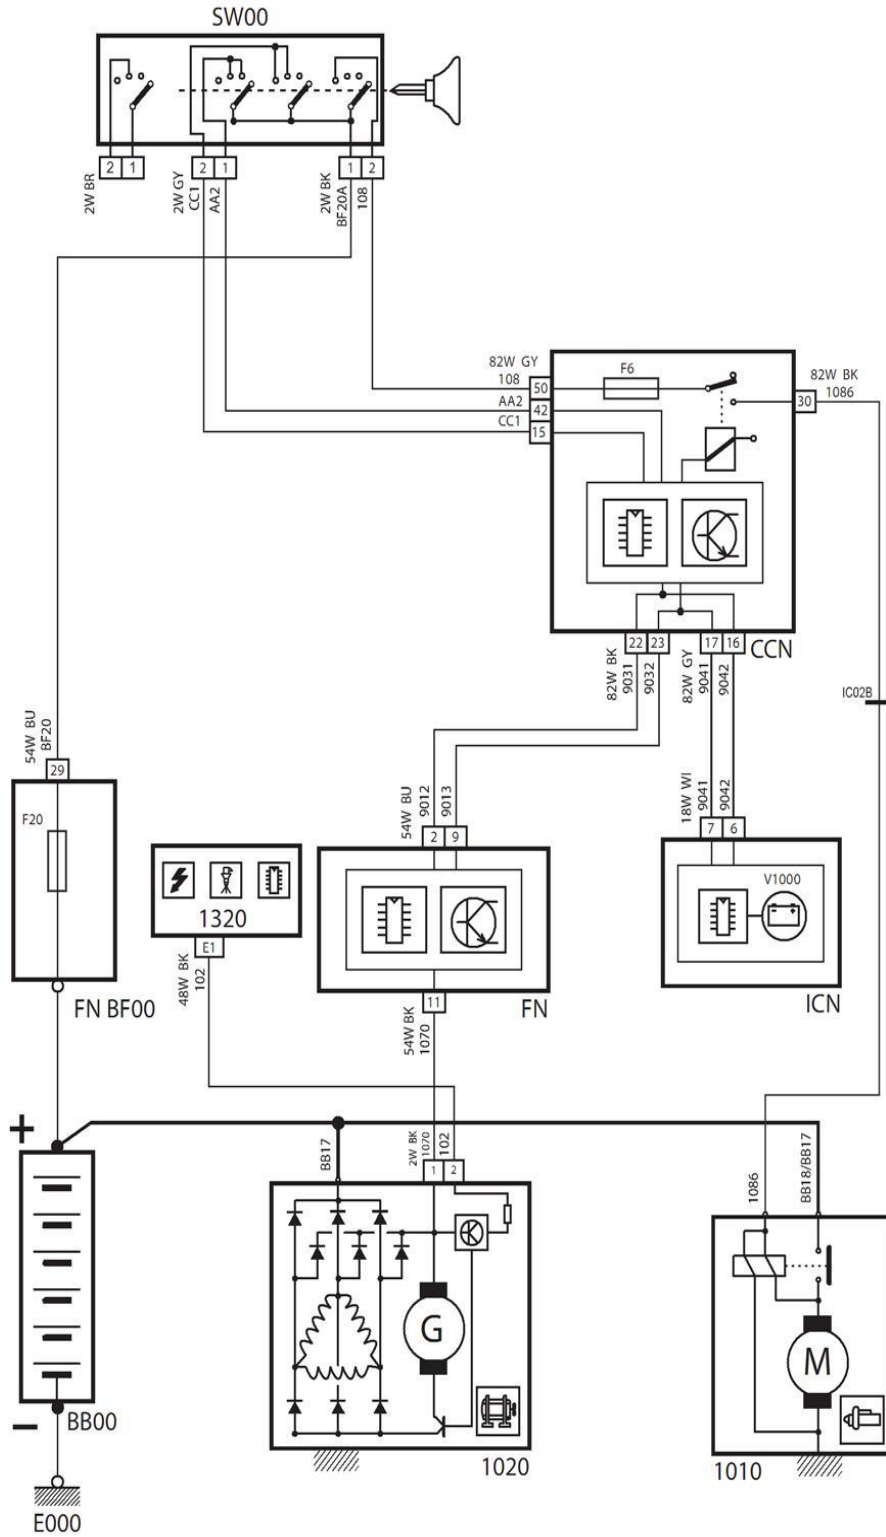 SW00
2 1
2 1
1 2
2W BR
2W GY
CC1
AA2
2W BK
BF20A
108
82W GY
108
50
AA2
42
CC1
15
F6
82W BK
1086
30
22 23
17 16
CCN
82W BK
9031
9032
82W GY
9041
9042
IC02B
54W BU
BF20
29
F20
FN BF00
1320
E1
48W BK
102
54W BU
9012
9013
2 9
11
FN
54W BK
1070
18W WI
9041
9042
7 6
V1000
ICN
+
BB00
−
E000
BB17
2W BK
1070
102
1 2
G
1020
1086
BB18/BB17
M
1010